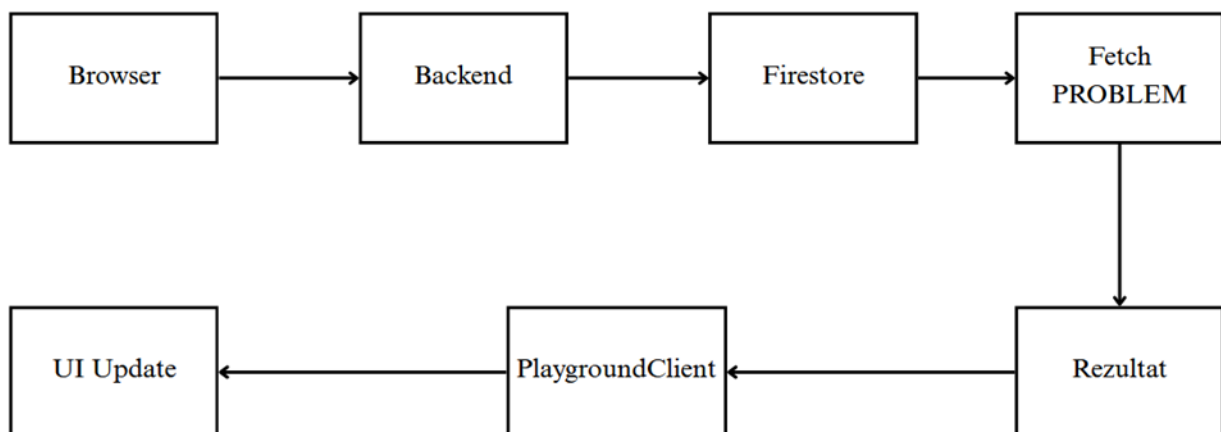 Browser
Backend
Firestore
Fetch
PROBLEM
UI Update
PlaygroundClient
Rezultat